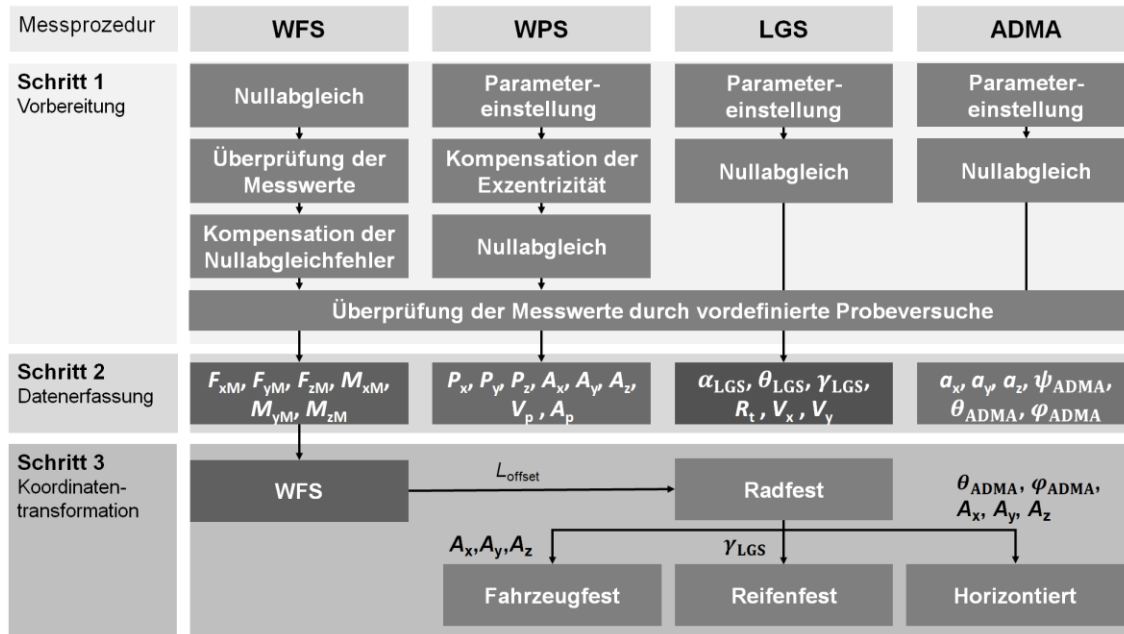 Messprozedur
WFS
WPS
LGS
ADMA
Schritt 1
Vorbereitung
Nullabgleich
Parameter-
einstellung
Parameter-
einstellung
Parameter-
einstellung
Überprüfung der
Messwerte
Kompensation der
Exzentrizität
Nullabgleich
Nullabgleich
Kompensation der
Nullabgleichfehler
Nullabgleich
Überprüfung der Messwerte durch vordefinierte Probeversuche
Schritt 2
Datenerfassung
F_xM, F_yM, F_zM, M_xM,
M_yM, M_zM
P_x, P_y, P_z, A_x, A_y, A_z,
V_p , A_p
α_LGS, θ_LGS, γ_LGS,
R_t , V_x , V_y
a_x, a_y, a_z, ψ_ADMA,
θ_ADMA, φ_ADMA
Schritt 3
Koordinaten-
transformation
WFS
L_offset
Radfest
θ_ADMA, φ_ADMA,
A_x, A_y, A_z
A_x,A_y,A_z
γ_LGS
Fahrzeugfest
Reifenfest
Horizontiert